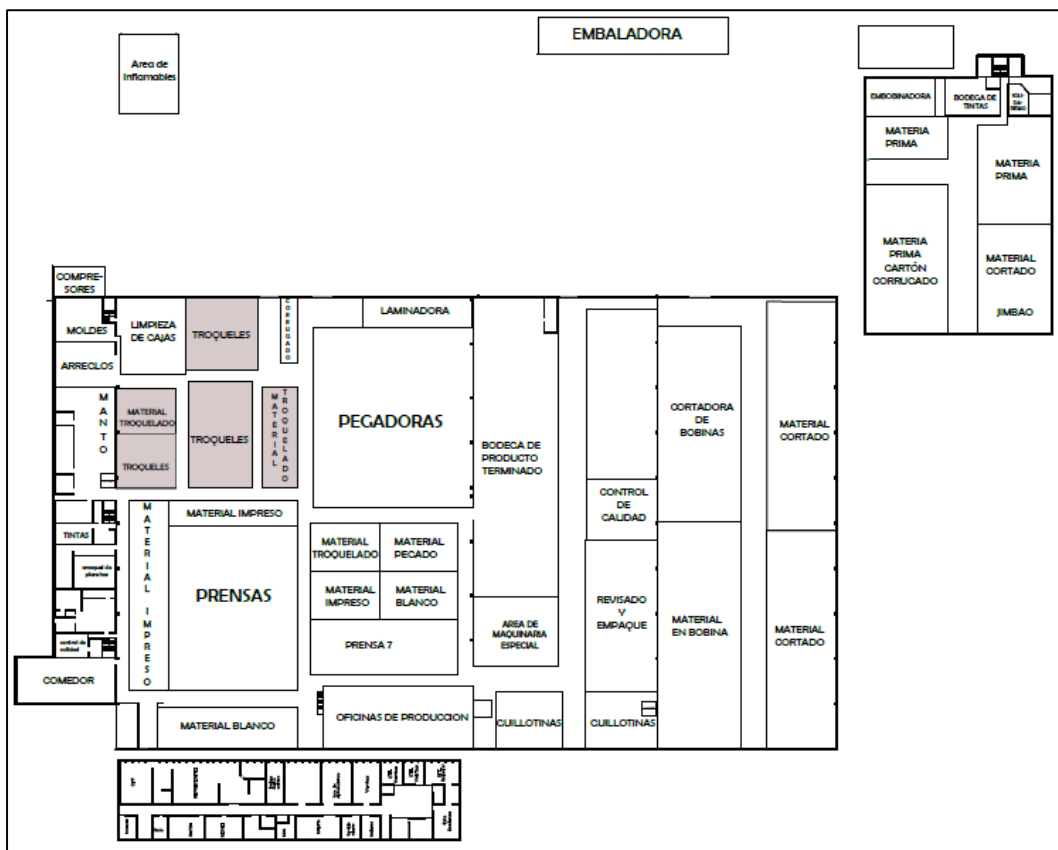 EMBALADORA
Area de
Inflamables
EMBOBINADORA
BODEGA DE
TINTAS
MATERIA
PRIMA
MATERIA
PRIMA
MATERIA
PRIMA
CARTÓN
CORRUGADO
MATERIAL
CORTADO
JIMBAO
COMPRE-
SORES
MOLDES
LIMPIEZA
DE CAJAS
TROQUELES
CORRUGADO
LAMINADORA
ARREGLOS
MANTO
MATERIAL
TROQUELADO
TROQUELES
TROQUELES
MATERIAL
TROQUELADO
PEGADORAS
BODEGA DE
PRODUCTO
TERMINADO
CORTADORA
DE
BOBINAS
MATERIAL
CORTADO
CONTROL
DE
CALIDAD
MATERIAL IMPRESO
MATERIAL IMPRESO
TINTAS
PRENSAS
MATERIAL
TROQUELADO
MATERIAL
PEGADO
MATERIAL
IMPRESO
MATERIAL
BLANCO
PRENSA 7
AREA DE
MAQUINARIA
ESPECIAL
REVISADO
Y
EMPAQUE
MATERIAL
EN BOBINA
MATERIAL
CORTADO
control de
calidad
COMEDOR
MATERIAL BLANCO
OFICINAS DE PRODUCCION
GUILLOTINAS
GUILLOTINAS